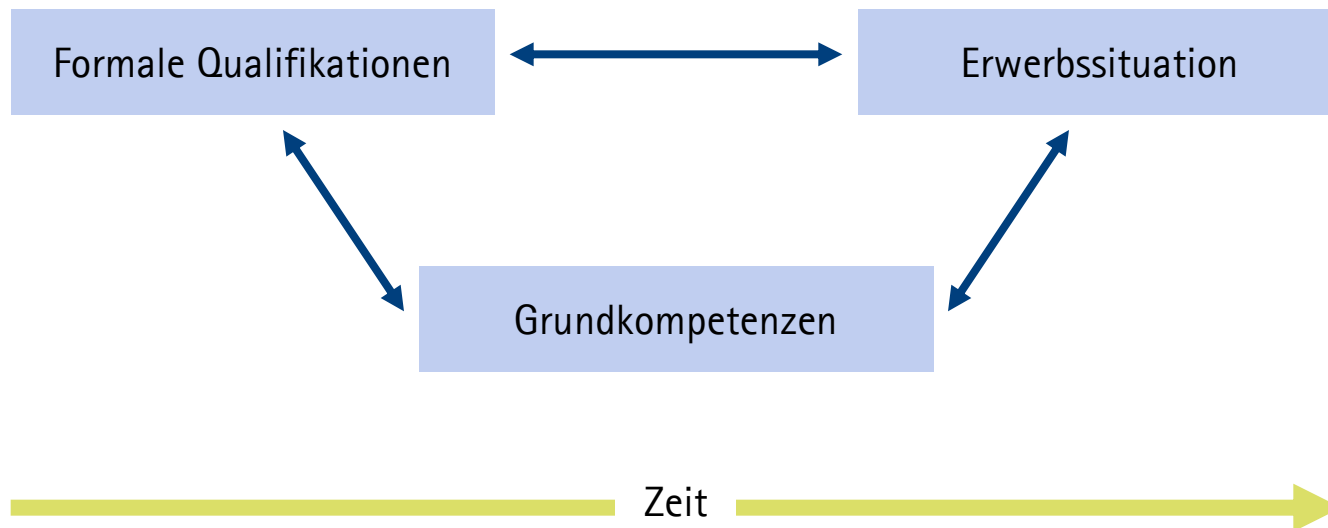 Formale Qualifikationen
Erwerbssituation
Grundkompetenzen
Zeit